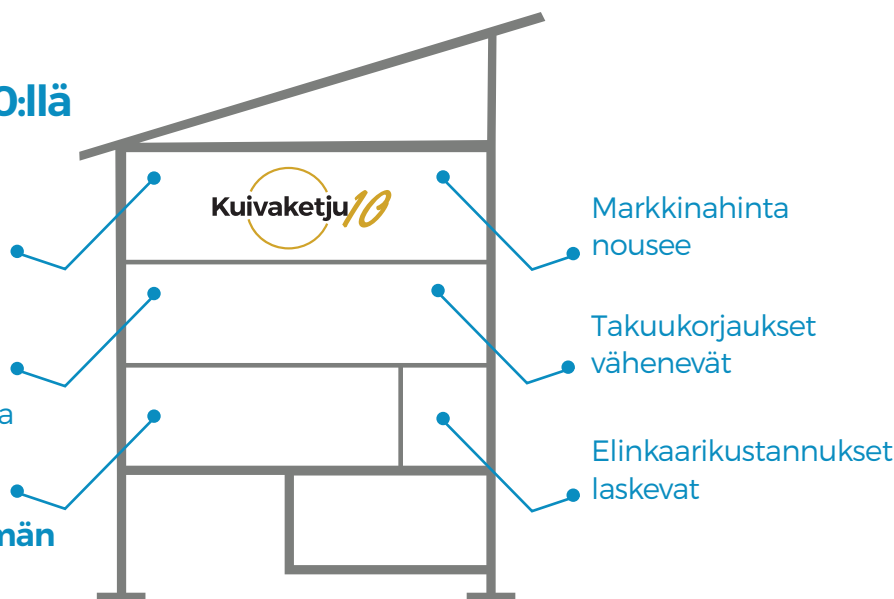 0:llä
Kuivaketju10
Markkinahinta
nousee
Takuukorjaukset
vähenevät
a
Elinkaarikustannukset
laskevat
män